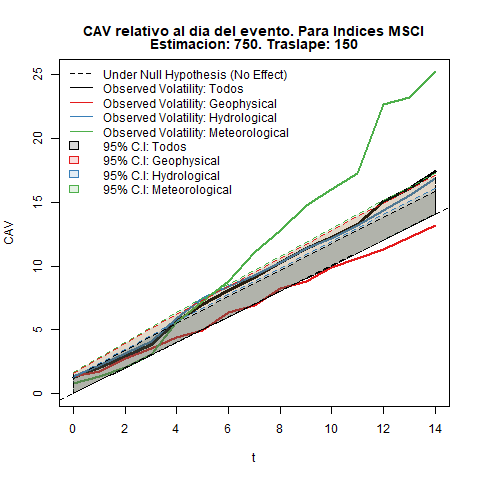 CAV relativo al dia del evento. Para Indices MSCI
Estimacion: 750. Traslape: 150
Under Null Hypothesis (No Effect)
Observed Volatility: Todos
Observed Volatility: Geophysical
Observed Volatility: Hydrological
Observed Volatility: Meteorological
95% C.I: Todos
95% C.I: Geophysical
95% C.I: Hydrological
95% C.I: Meteorological
CAV
25
20
15
10
5
0
0 2 4 6 8 10 12 14
t